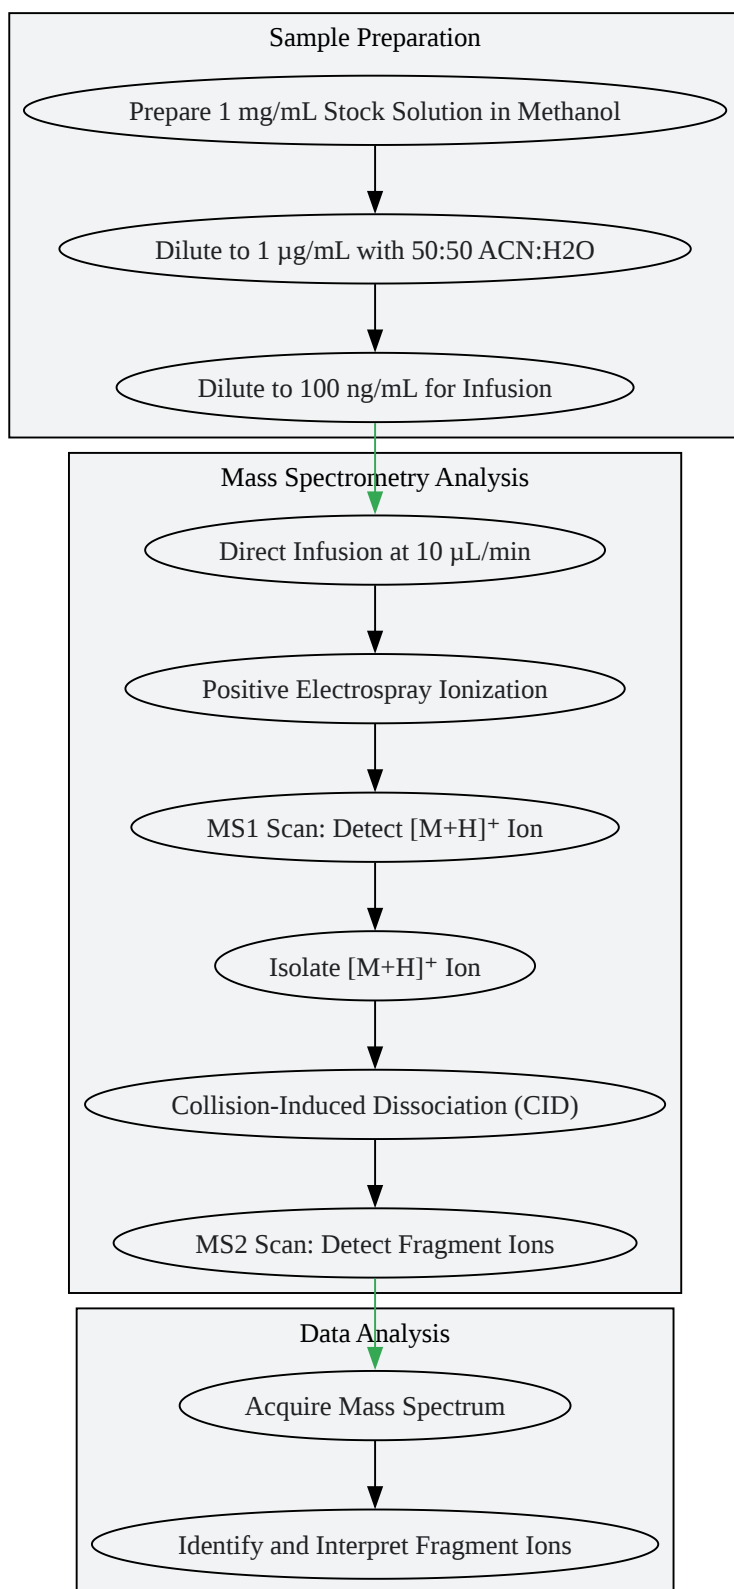 Sample Preparation
Prepare 1 mg/mL Stock Solution in Methanol
Dilute to 1 µg/mL with 50:50 ACN:H2O
Dilute to 100 ng/mL for Infusion
Mass Spectrometry Analysis
Direct Infusion at 10 µL/min
Positive Electrospray Ionization
MS1 Scan: Detect [M+H]⁺ Ion
Isolate [M+H]⁺ Ion
Collision-Induced Dissociation (CID)
MS2 Scan: Detect Fragment Ions
Data Analysis
Acquire Mass Spectrum
Identify and Interpret Fragment Ions